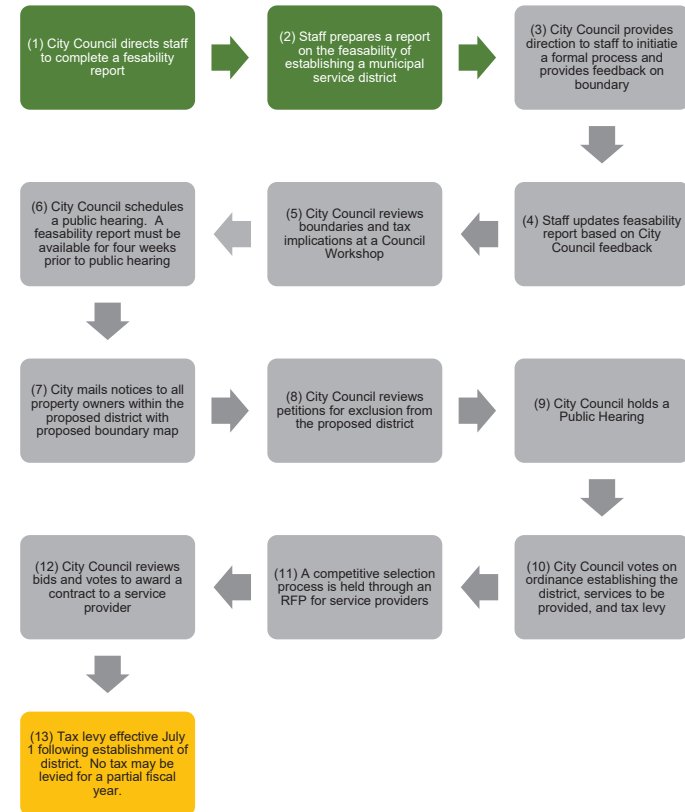 (1) City Council directs staff
to complete a fesability
report
(2) Staff prepares a report
on the feasability of
establishing a municipal
service district
(3) City Council provides
direction to staff to initiatie
a formal process and
provides feedback on
boundary
(4) Staff updates feasability
report based on City
Council feedback
(5) City Council reviews
boundaries and tax
implications at a Council
Workshop
(6) City Council schedules
a public hearing. A
feasability report must be
available for four weeks
prior to public hearing
(7) City mails notices to all
property owners within the
proposed district with
proposed boundary map
(8) City Council reviews
petitions for exclusion from
the proposed district
(9) City Council holds a
Public Hearing
(10) City Council votes on
ordinance establishing the
district, services to be
provided, and tax levy
(11) A competitive selection
process is held through an
RFP for service providers
(12) City Council reviews
bids and votes to award a
contract to a service
provider
(13) Tax levy effective July
1 following establishment of
district. No tax may be
levied for a partial fiscal
year.